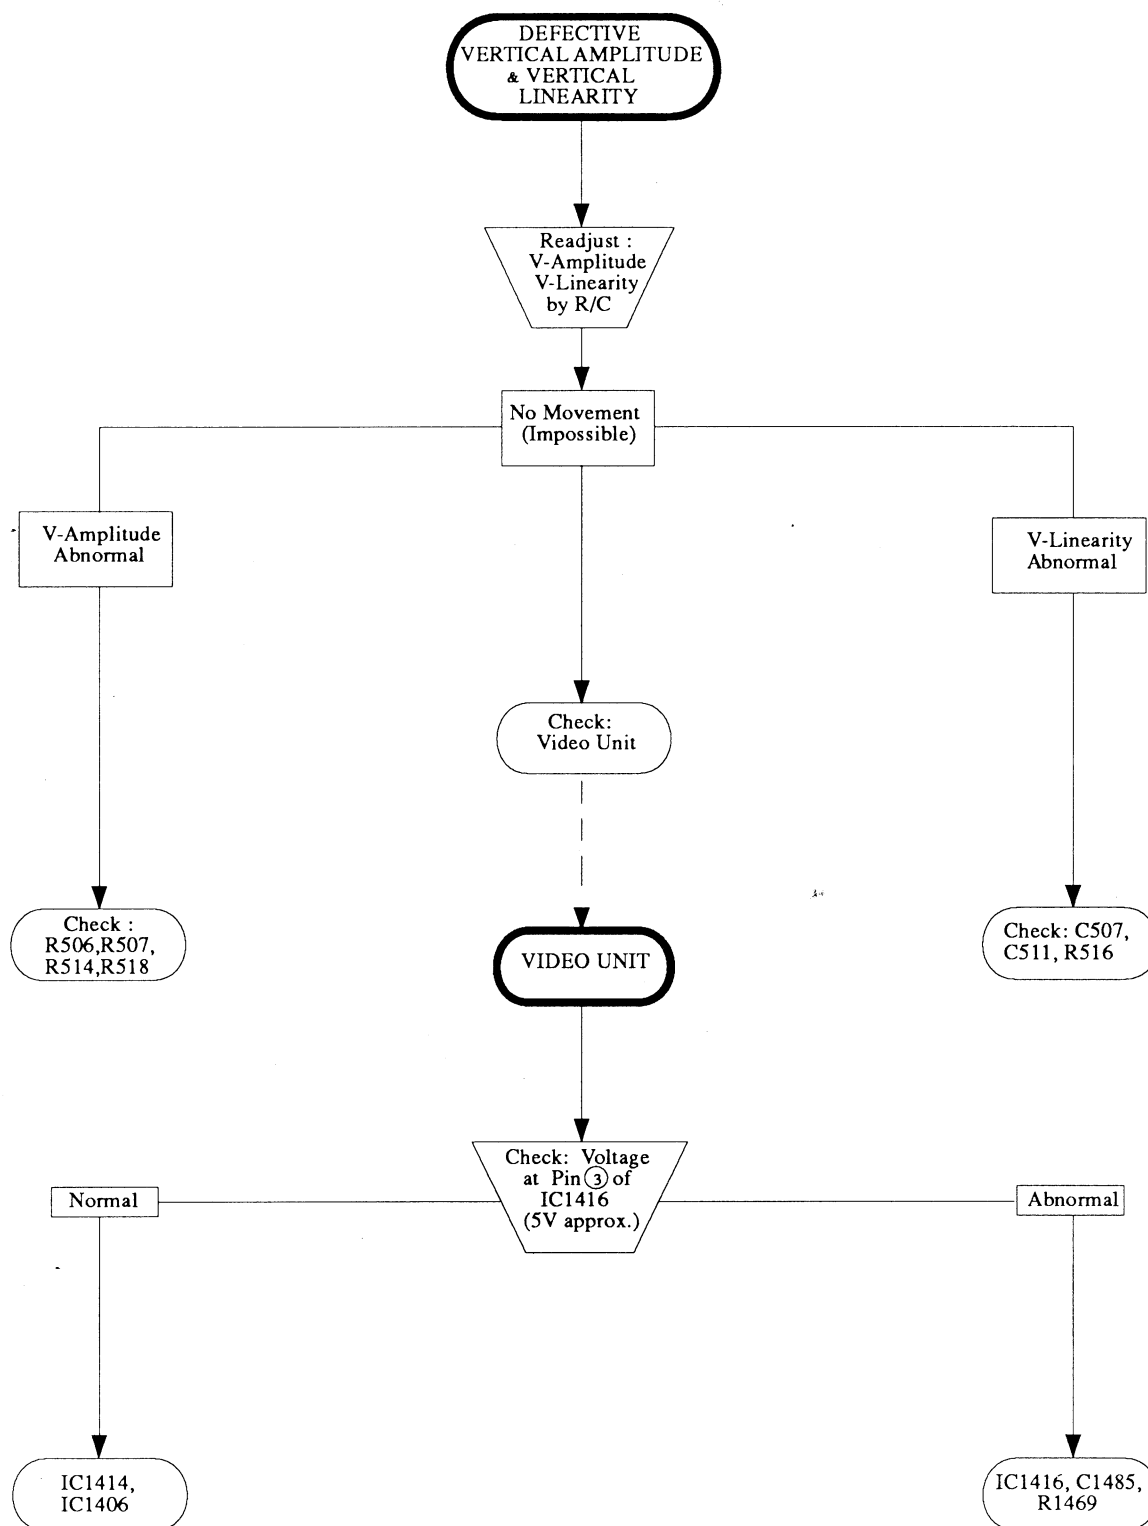 DEFECTIVE
VERTICAL AMPLITUDE
& VERTICAL
LINEARITY
Readjust :
V-Amplitude
V-Linearity
by R/C
No Movement
(Impossible)
V-Amplitude
Abnormal
V-Linearity
Abnormal
Check:
Video Unit
Check :
R506,R507,
R514,R518
VIDEO UNIT
Check: C507,
C511, R516
Check: Voltage
at Pin ③ of
IC1416
(5V approx.)
Normal
Abnormal
IC1414,
IC1406
IC1416, C1485,
R1469